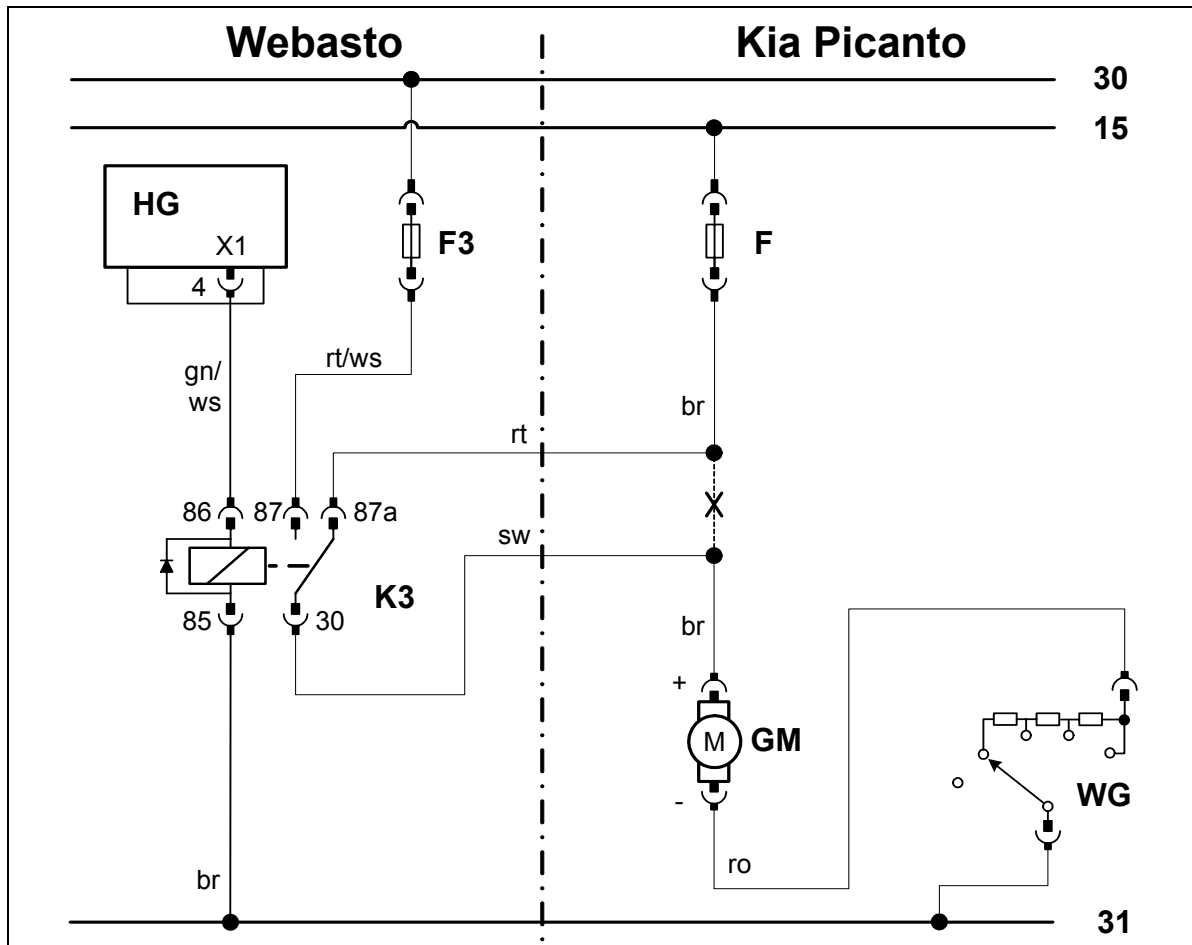 Webasto
Kia Picanto
30
15
HG
X1
4
F3
F
gn/
ws
rt/ws
br
rt
86
87
87a
sw
K3
85
30
br
+
M
GM
-
WG
ro
br
31